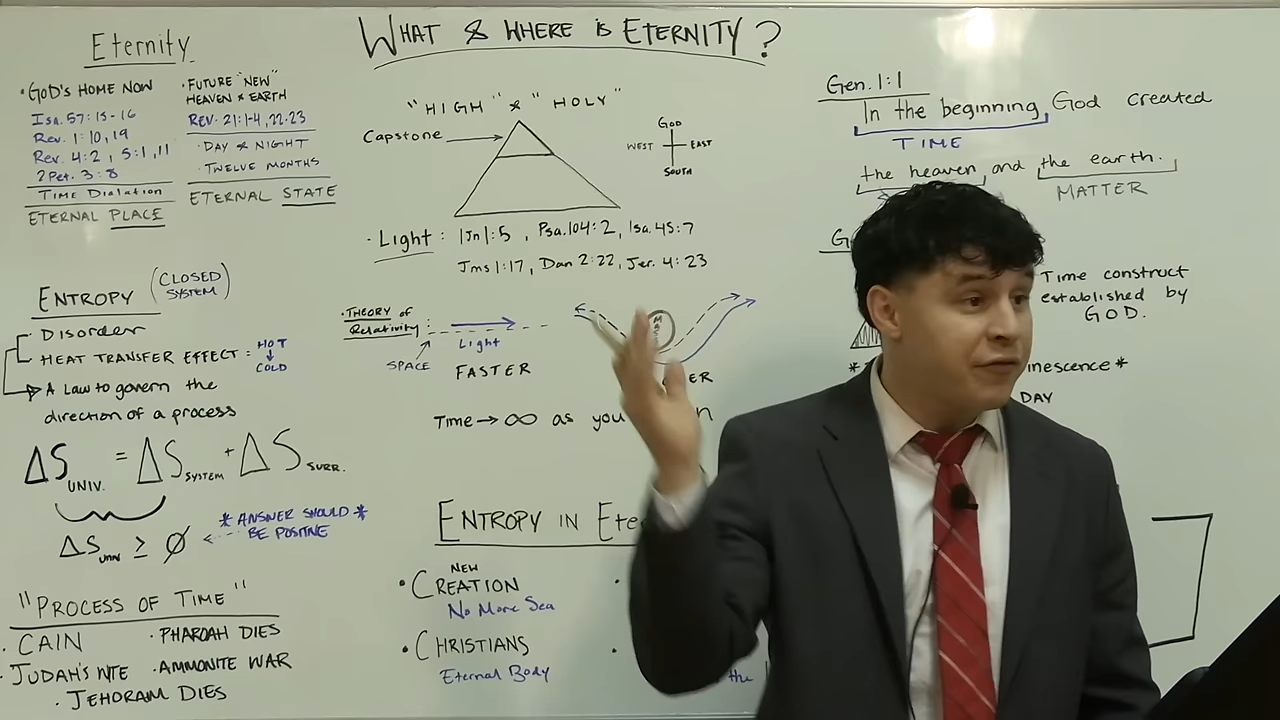 WHAT & WHERE IS ETERNITY?
Eternity
• GOD'S HOME NOW
Isa. 57:15-16
Rev. 1:10, 19
Rev. 4:2, 5:1, 11
2 Pet. 3:8
TIME DIALATION
ETERNAL PLACE
• FUTURE "NEW"
HEAVEN & EARTH
REV. 21:1-4, 22-23
• DAY & NIGHT
• TWELVE MONTHS
ETERNAL STATE
ENTROPY (CLOSED
SYSTEM)
Disorder
HEAT TRANSFER EFFECT: HOT
↓
COLD
A LAW to govern the
direction of a process
ΔS UNIV. = ΔS SYSTEM + ΔS SURR.
ΔS UNIV ≥ Ø
* ANSWER SHOULD *
BE POSITIVE
"PROCESS OF TIME"
• CAIN
• JUDAH'S WIFE
• JEHORAM DIES
• PHAROAH DIES
• AMMONITE WAR
"HIGH" & "HOLY"
Capstone
GOD
WEST
EAST
SOUTH
• Light: 1Jn 1:5, Psa. 104:2, Isa. 45:7
Jms 1:17, Dan 2:22, Jer. 4:23
• THEORY of
Relativity:
SPACE
Light
FASTER
Time → ∞ as you
ENTROPY IN
• NEW
CREATION
No More Sea
• CHRISTIANS
Eternal Body
the
Gen. 1:1
In the beginning, God created
TIME
the heaven, and the earth.
MATTER
Time construct
established by
GOD.
DAY